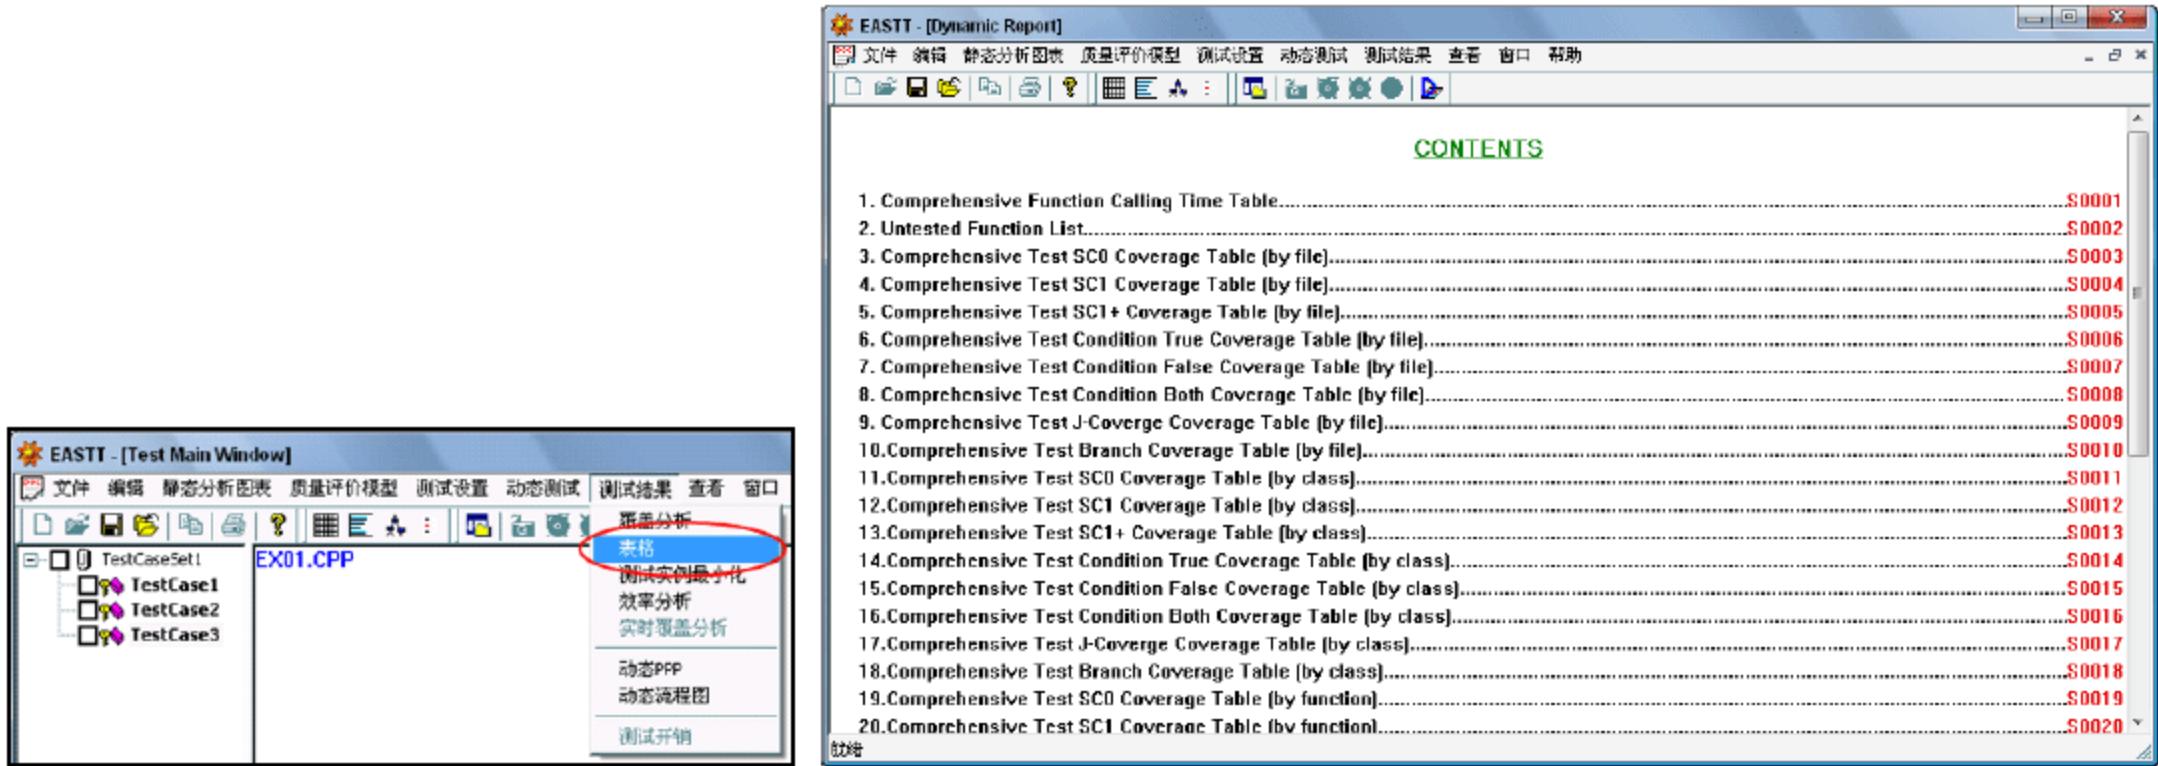 EASTT - [Test Main Window]
文件 编辑 静态分析图表 质量评价模型 测试设置 动态测试 测试结果 查看 窗口
覆盖分析
表格
测试实例最小化
效率分析
实时覆盖分析
动态PPP
动态流程图
测试开销
TestCaseSet1
TestCase1
TestCase2
TestCase3
EX01.CPP
EASTT - [Dynamic Report]
文件 编辑 静态分析图表 质量评价模型 测试设置 动态测试 测试结果 查看 窗口 帮助
CONTENTS
1. Comprehensive Function Calling Time Table S0001
2. Untested Function List S0002
3. Comprehensive Test SC0 Coverage Table (by file) S0003
4. Comprehensive Test SC1 Coverage Table (by file) S0004
5. Comprehensive Test SC1+ Coverage Table (by file) S0005
6. Comprehensive Test Condition True Coverage Table (by file) S0006
7. Comprehensive Test Condition False Coverage Table (by file) S0007
8. Comprehensive Test Condition Both Coverage Table (by file) S0008
9. Comprehensive Test J-Coverge Coverage Table (by file) S0009
10.Comprehensive Test Branch Coverage Table (by file) S0010
11.Comprehensive Test SC0 Coverage Table (by class) S0011
12.Comprehensive Test SC1 Coverage Table (by class) S0012
13.Comprehensive Test SC1+ Coverage Table (by class) S0013
14.Comprehensive Test Condition True Coverage Table (by class) S0014
15.Comprehensive Test Condition False Coverage Table (by class) S0015
16.Comprehensive Test Condition Both Coverage Table (by class) S0016
17.Comprehensive Test J-Coverge Coverage Table (by class) S0017
18.Comprehensive Test Branch Coverage Table (by class) S0018
19.Comprehensive Test SC0 Coverage Table (by function) S0019
20.Comprehensive Test SC1 Coverage Table (by function) S0020
就绪